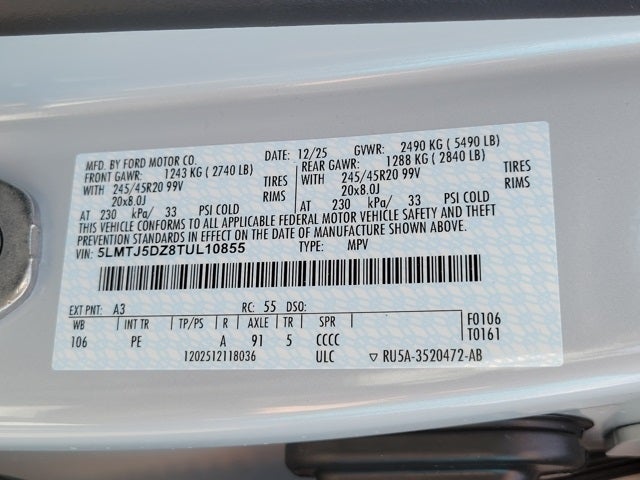 MFD. BY FORD MOTOR CO. DATE: 12/25 GVWR: 2490 KG ( 5490 LB)
FRONT GAWR: 1243 KG ( 2740 LB) REAR GAWR: 1288 KG ( 2840 LB)
WITH 245/45R20 99V TIRES WITH 245/45R20 99V TIRES
20x8.0J RIMS 20x8.0J RIMS
AT 230 kPa/ 33 PSI COLD AT 230 kPa/ 33 PSI COLD
THIS VEHICLE CONFORMS TO ALL APPLICABLE FEDERAL MOTOR VEHICLE SAFETY AND THEFT
PREVENTION STANDARDS IN EFFECT ON THE DATE OF MANUFACTURE SHOWN ABOVE.
VIN: 5LMTJ5DZ8TUL10855 TYPE: MPV
EXT PNT: A3 RC: 55 DSO:
WB INT TR TP/PS R AXLE TR SPR F0106
106 PE A 91 5 CCCC T0161
1202512118036 ULC ▽ RU5A-3520472-AB